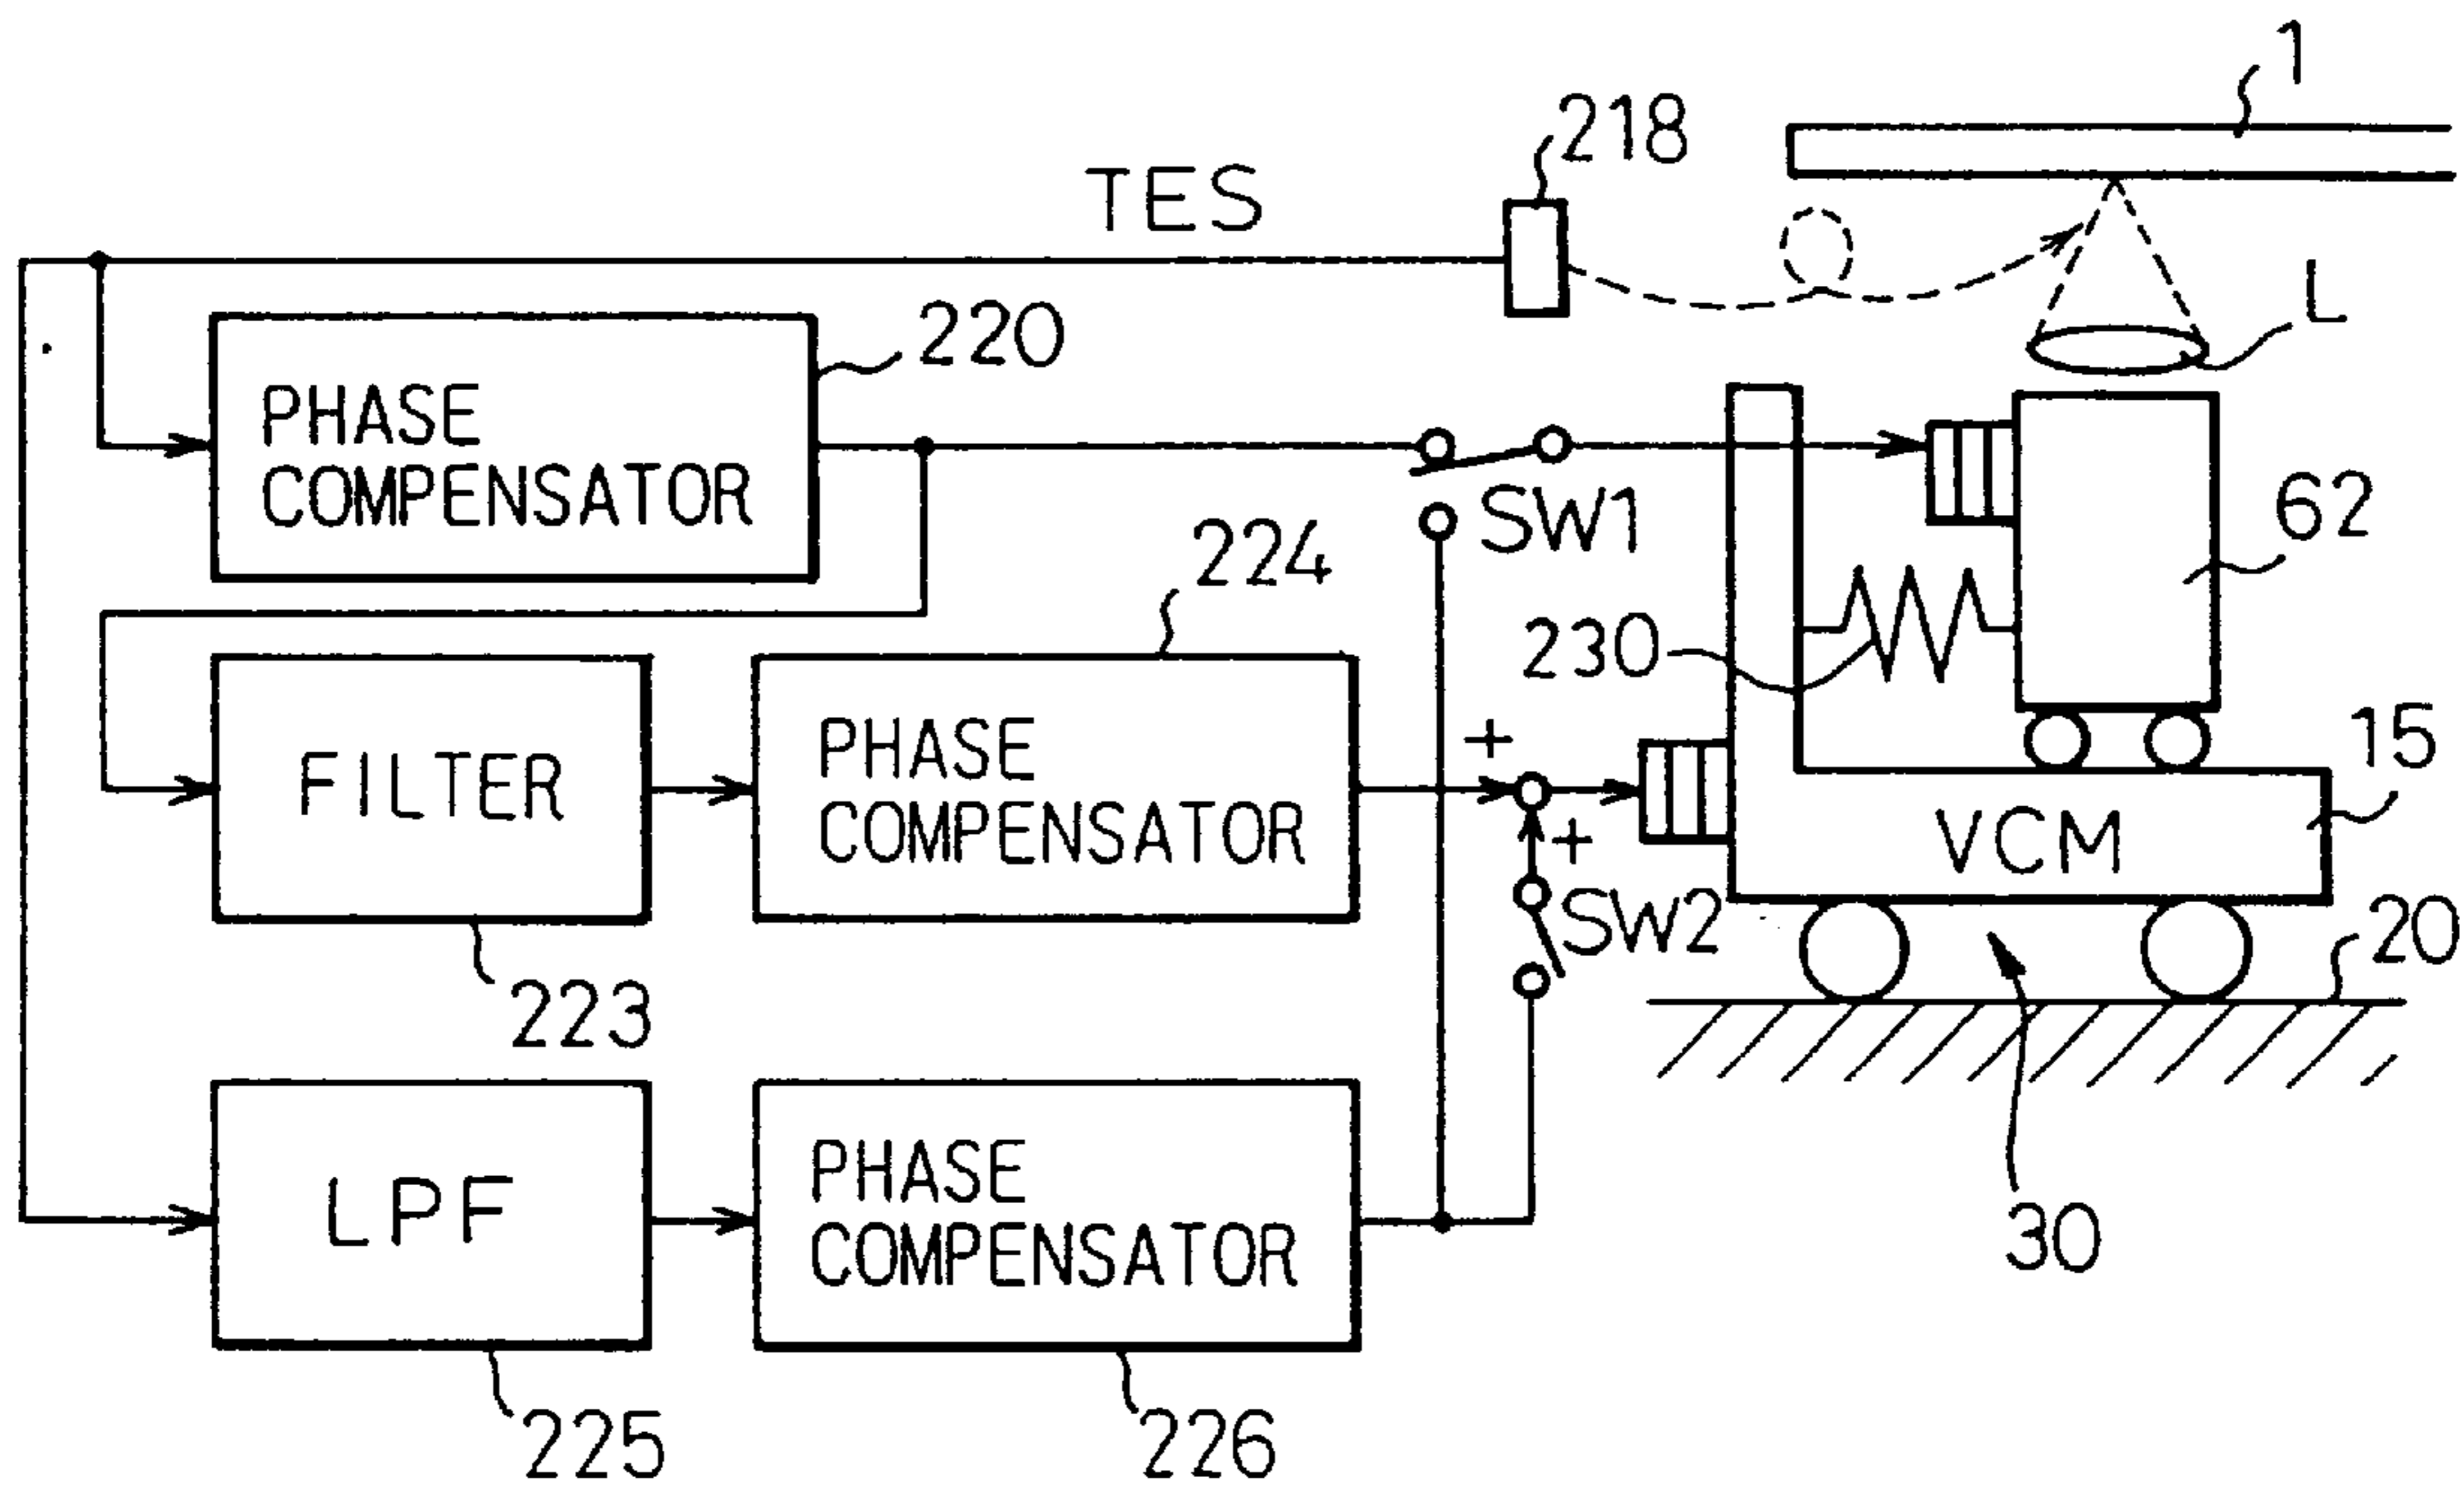 1
218
TES
L
220
PHASE
COMPENSATOR
SW1
62
224
230
15
FILTER
PHASE
COMPENSATOR
+
+
VCM
SW2
20
223
LPF
PHASE
COMPENSATOR
30
225
226